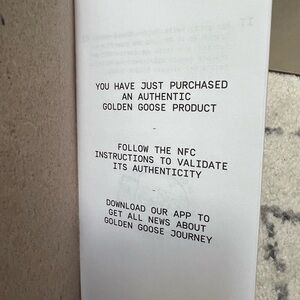 YOU HAVE JUST PURCHASED
AN AUTHENTIC
GOLDEN GOOSE PRODUCT
-
FOLLOW THE NFC
INSTRUCTIONS TO VALIDATE
ITS AUTHENTICITY
-
DOWNLOAD OUR APP TO
GET ALL NEWS ABOUT
GOLDEN GOOSE JOURNEY